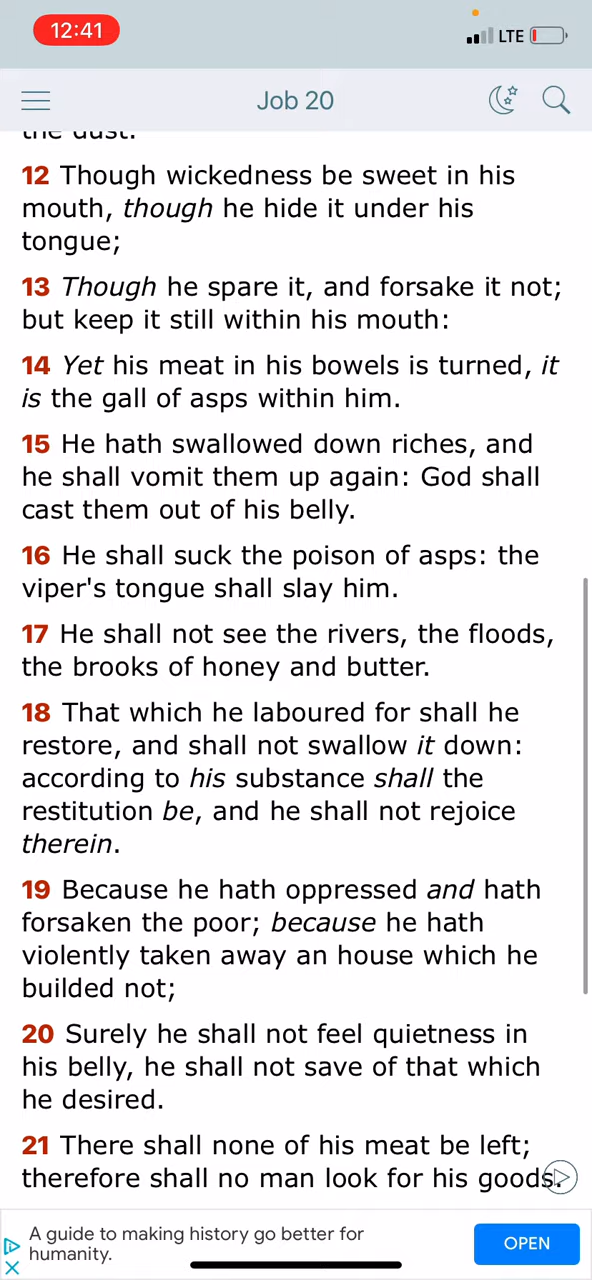 12:41
LTE
Job 20
the dust.
12 Though wickedness be sweet in his
mouth, though he hide it under his
tongue;
13 Though he spare it, and forsake it not;
but keep it still within his mouth:
14 Yet his meat in his bowels is turned, it
is the gall of asps within him.
15 He hath swallowed down riches, and
he shall vomit them up again: God shall
cast them out of his belly.
16 He shall suck the poison of asps: the
viper's tongue shall slay him.
17 He shall not see the rivers, the floods,
the brooks of honey and butter.
18 That which he laboured for shall he
restore, and shall not swallow it down:
according to his substance shall the
restitution be, and he shall not rejoice
therein.
19 Because he hath oppressed and hath
forsaken the poor; because he hath
violently taken away an house which he
builded not;
20 Surely he shall not feel quietness in
his belly, he shall not save of that which
he desired.
21 There shall none of his meat be left;
therefore shall no man look for his goods.
A guide to making history go better for
humanity.
OPEN